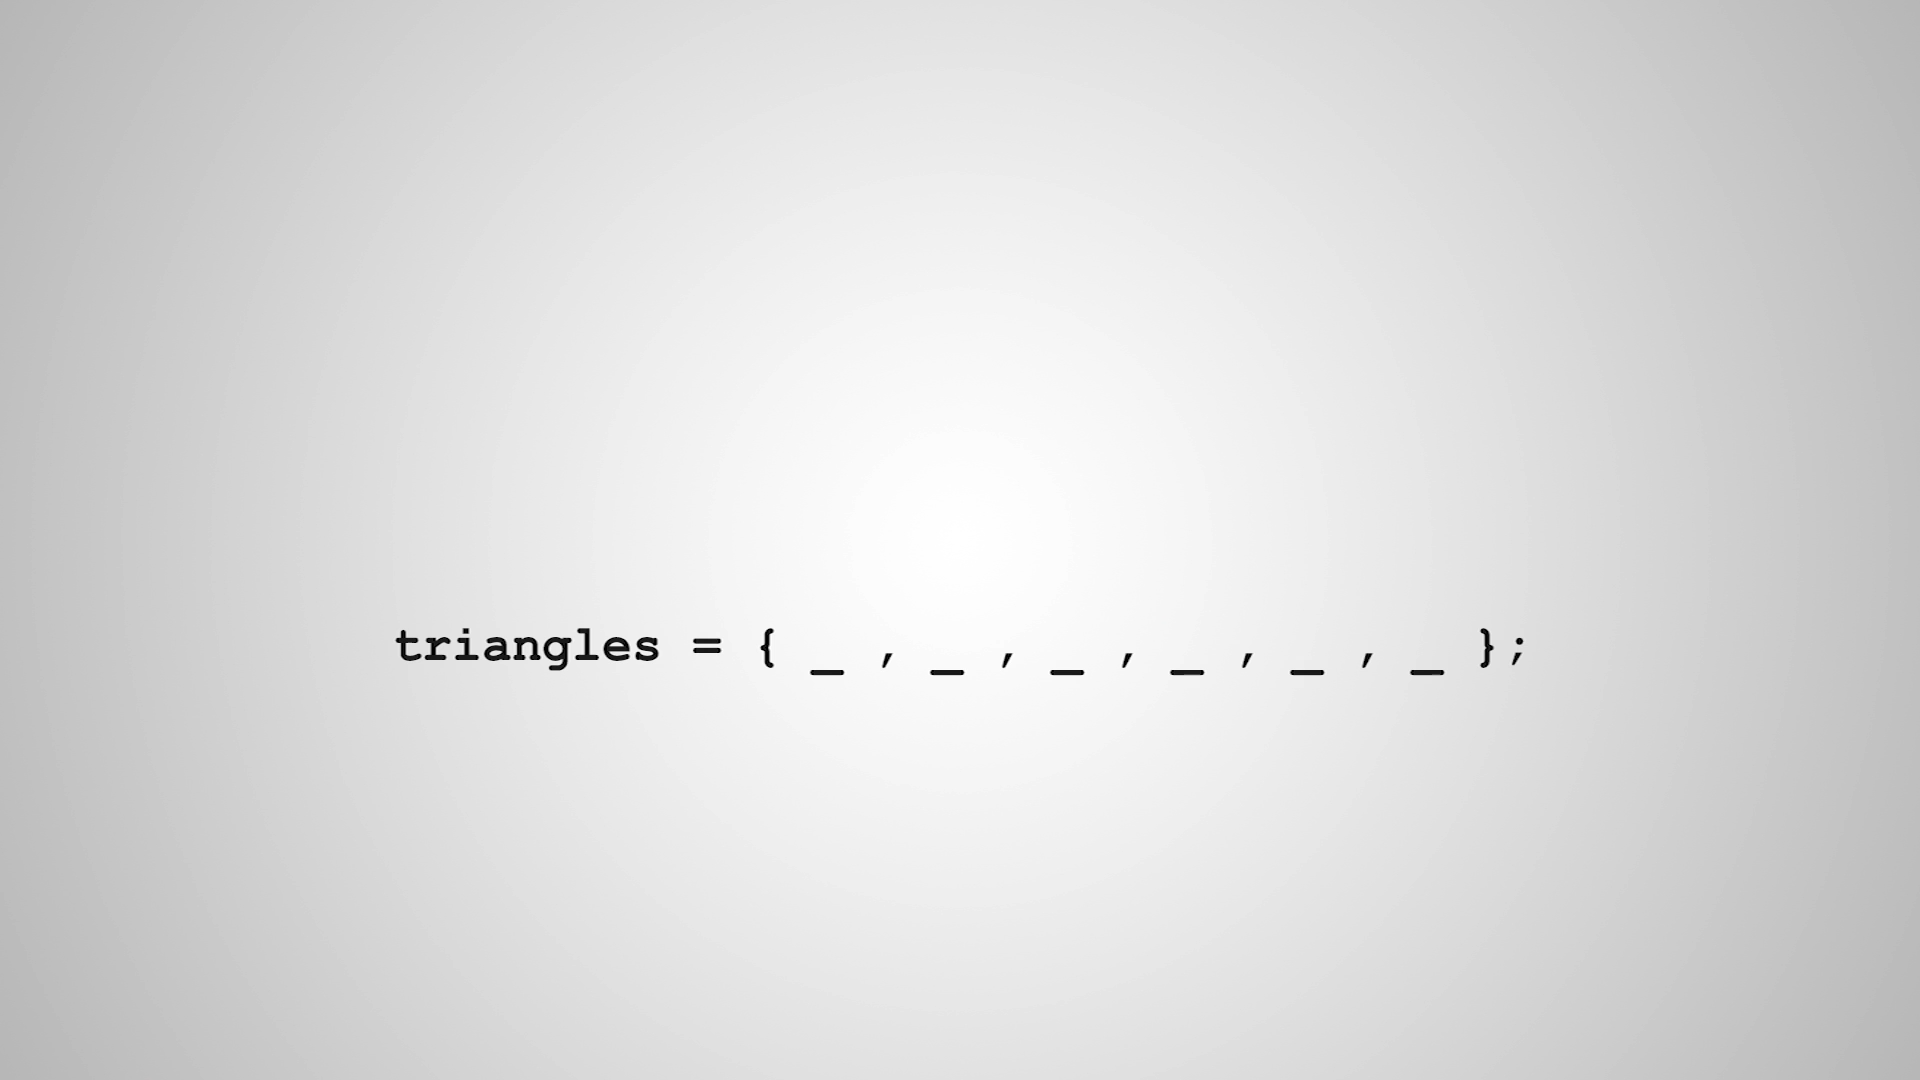 triangles = { _ , _ , _ , _ , _ , _ };